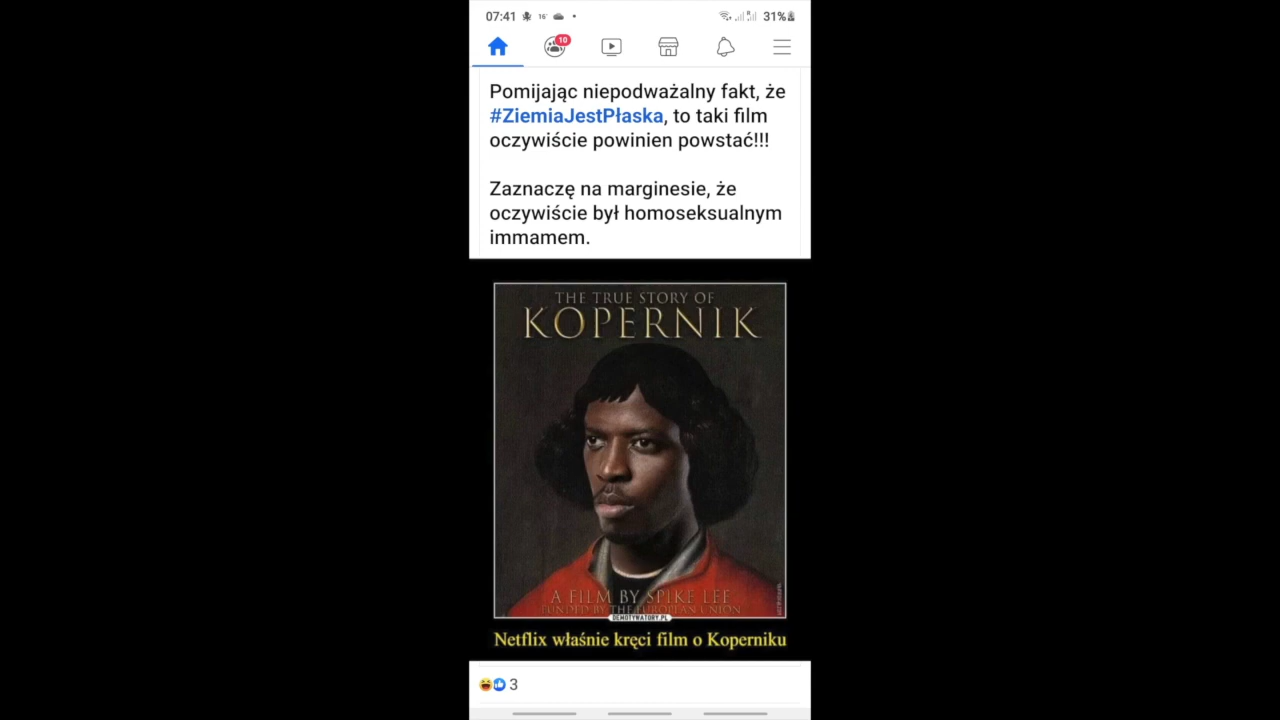 07:41 16° 31%
10
Pomijając niepodważalny fakt, że
#ZiemiaJestPłaska, to taki film
oczywiście powinien powstać!!!
Zaznaczę na marginesie, że
oczywiście był homoseksualnym
immamem.
THE TRUE STORY OF
KOPERNIK
A FILM BY SPIKE LEE
FUNDED BY THE EUROPEAN UNION
DEMOTYWATORY.PL
Netflix właśnie kręci film o Koperniku
3